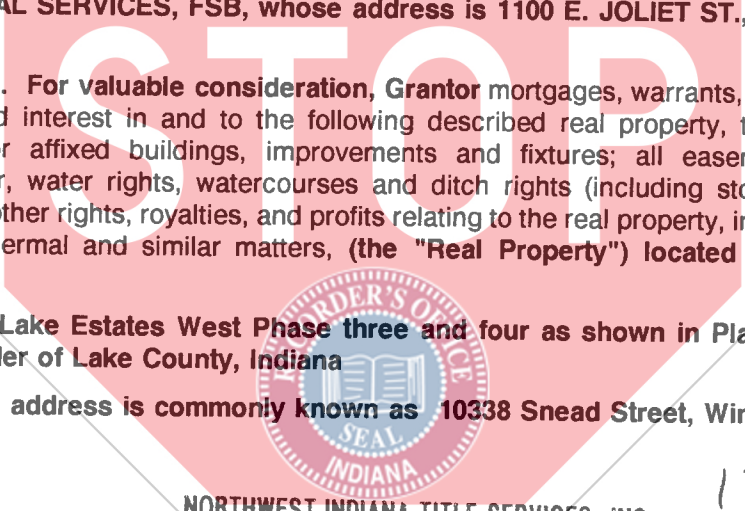 AL SERVICES, FSB, whose address is 1100 E. JOLIET ST.,
STOP
. For valuable consideration, Grantor mortgages, warrants,
d interest in and to the following described real property, t
r affixed buildings, improvements and fixtures; all easer
r, water rights, watercourses and ditch rights (including sto
other rights, royalties, and profits relating to the real property, in
ermal and similar matters, (the "Real Property") located
RECORDER'S OFFICE
Lake Estates West Phase three and four as shown in Pla
der of Lake County, Indiana
address is commonly known as 10338 Snead Street, Win
SEAL
INDIANA
NORTHWEST INDIANA TITLE SERVICES, INC